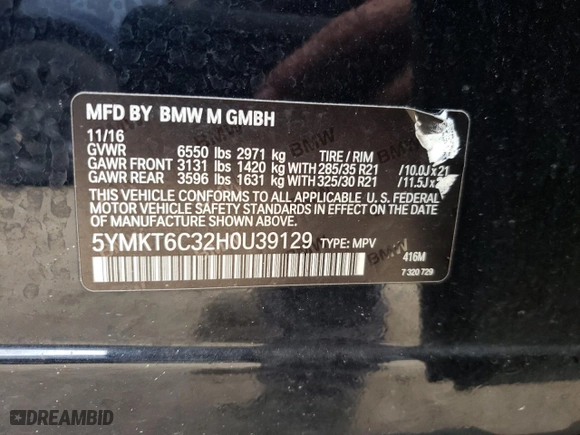 MFD BY BMW M GMBH
11/16
GVWR 6550 lbs 2971 kg TIRE / RIM
GAWR FRONT 3131 lbs 1420 kg WITH 285/35 R21 /10.0J x 21
GAWR REAR 3596 lbs 1631 kg WITH 325/30 R21 /11.5J x
THIS VEHICLE CONFORMS TO ALL APPLICABLE U.S. FEDERAL
MOTOR VEHICLE SAFETY STANDARDS IN EFFECT ON THE
DATE OF MANUFACTURE SHOWN ABOVE.
5YMKT6C32H0U39129 TYPE: MPV
416M
7 320 729
DREAMBID